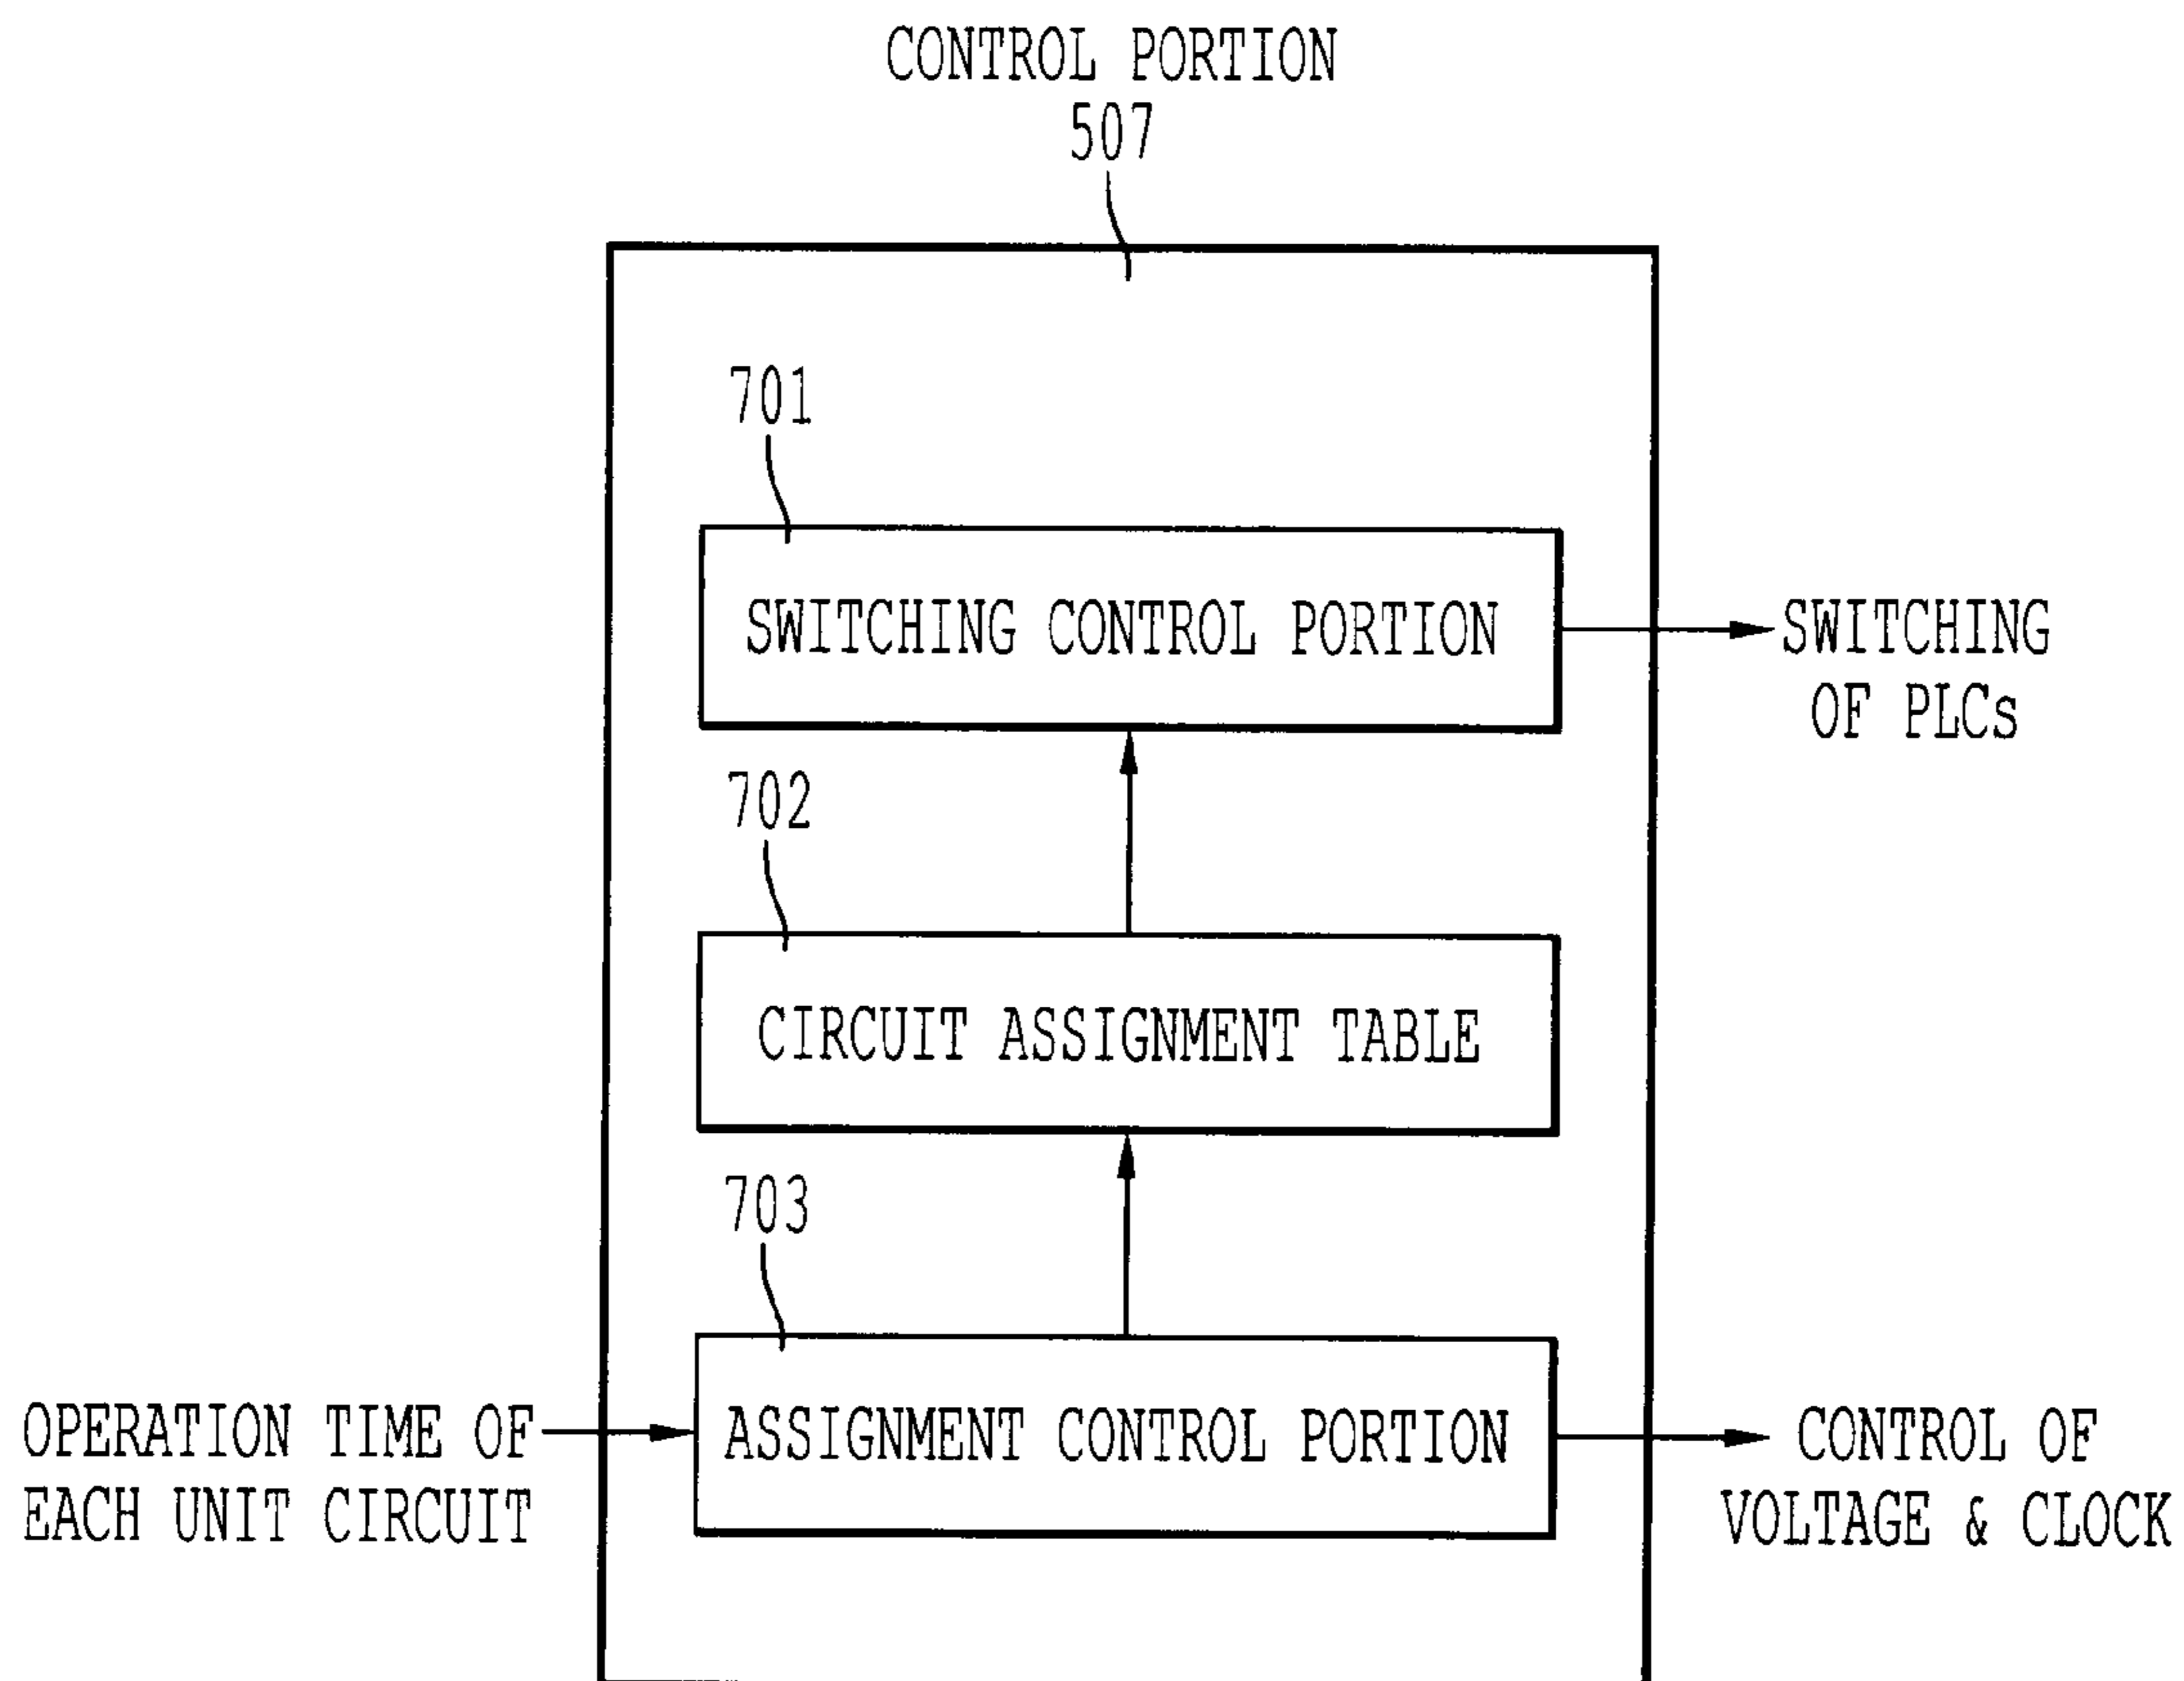 CONTROL PORTION
507
701
SWITCHING CONTROL PORTION
SWITCHING
OF PLCs
702
CIRCUIT ASSIGNMENT TABLE
703
OPERATION TIME OF
EACH UNIT CIRCUIT
ASSIGNMENT CONTROL PORTION
CONTROL OF
VOLTAGE & CLOCK